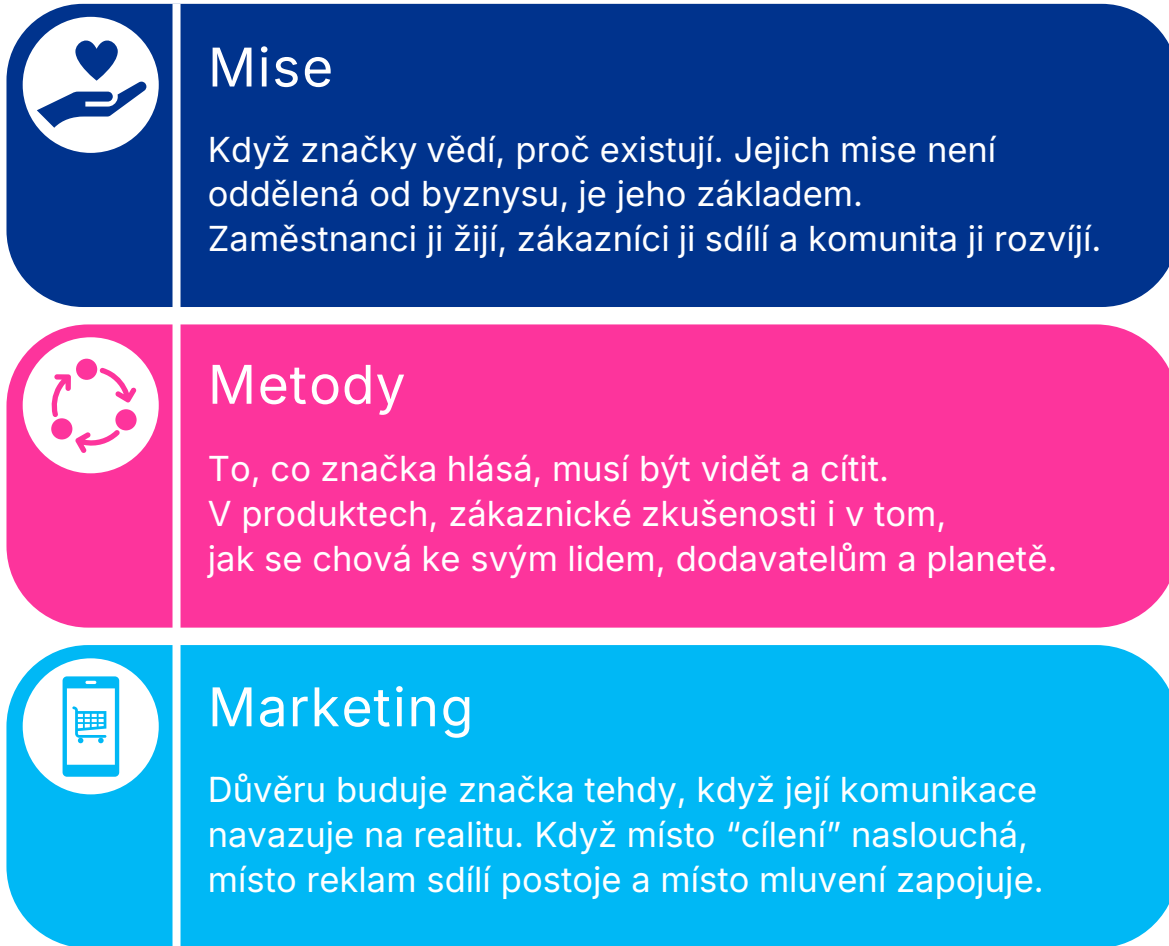 Mise
Když značky vědí, proč existují. Jejich mise není
oddělená od byznysu, je jeho základem.
Zaměstnanci ji žijí, zákazníci ji sdílí a komunita ji rozvíjí.
Metody
To, co značka hlásá, musí být vidět a cítit.
V produktech, zákaznické zkušenosti i v tom,
jak se chová ke svým lidem, dodavatelům a planetě.
Marketing
Důvěru buduje značka tehdy, když její komunikace
navazuje na realitu. Když místo “cílení” naslouchá,
místo reklam sdílí postoje a místo mluvení zapojuje.